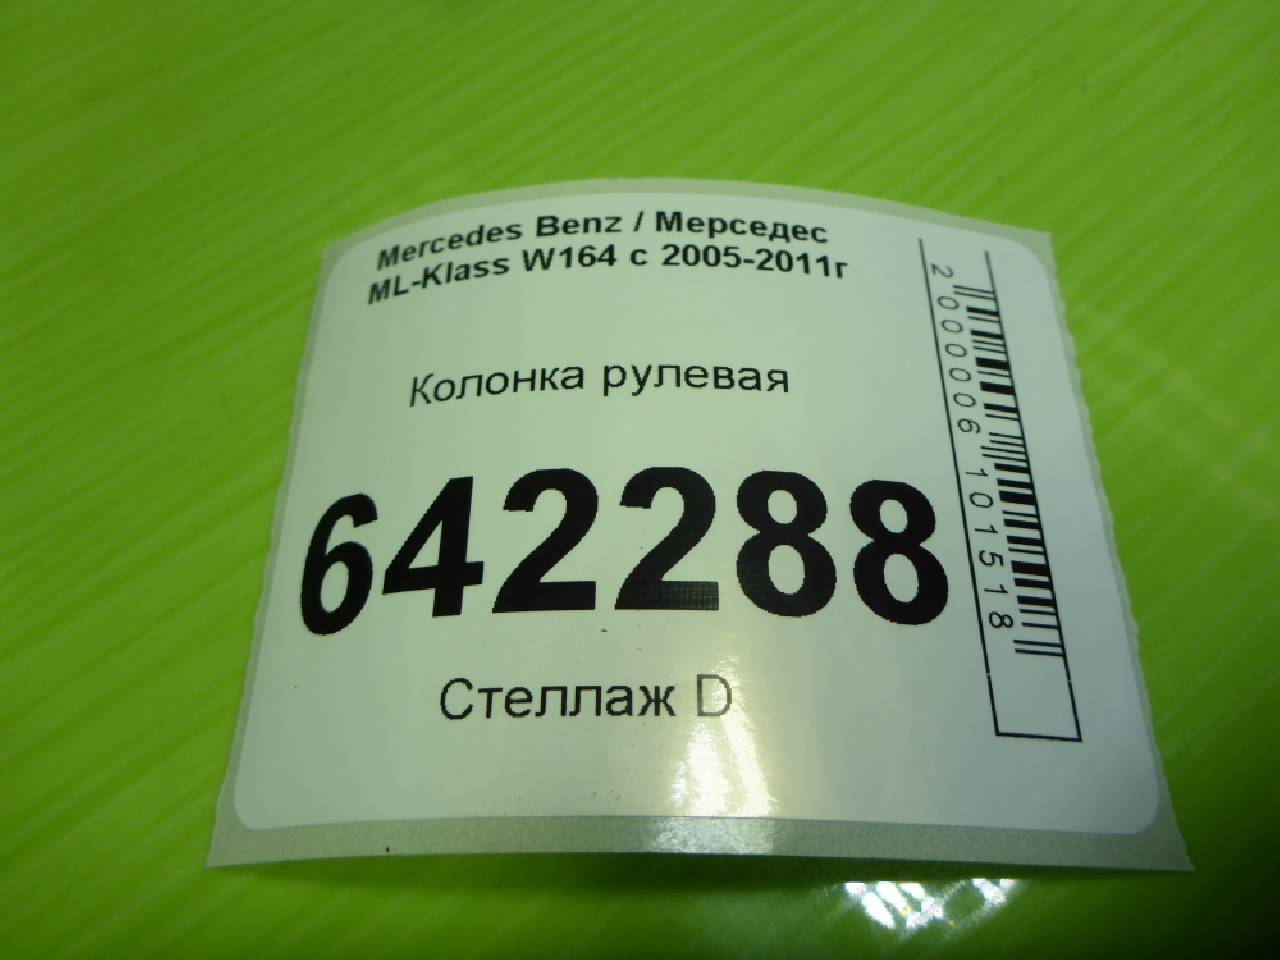 Mercedes Benz / Мерседес
ML-Klass W164 с 2005-2011г
Колонка рулевая
642288
Стеллаж D
2000006101518